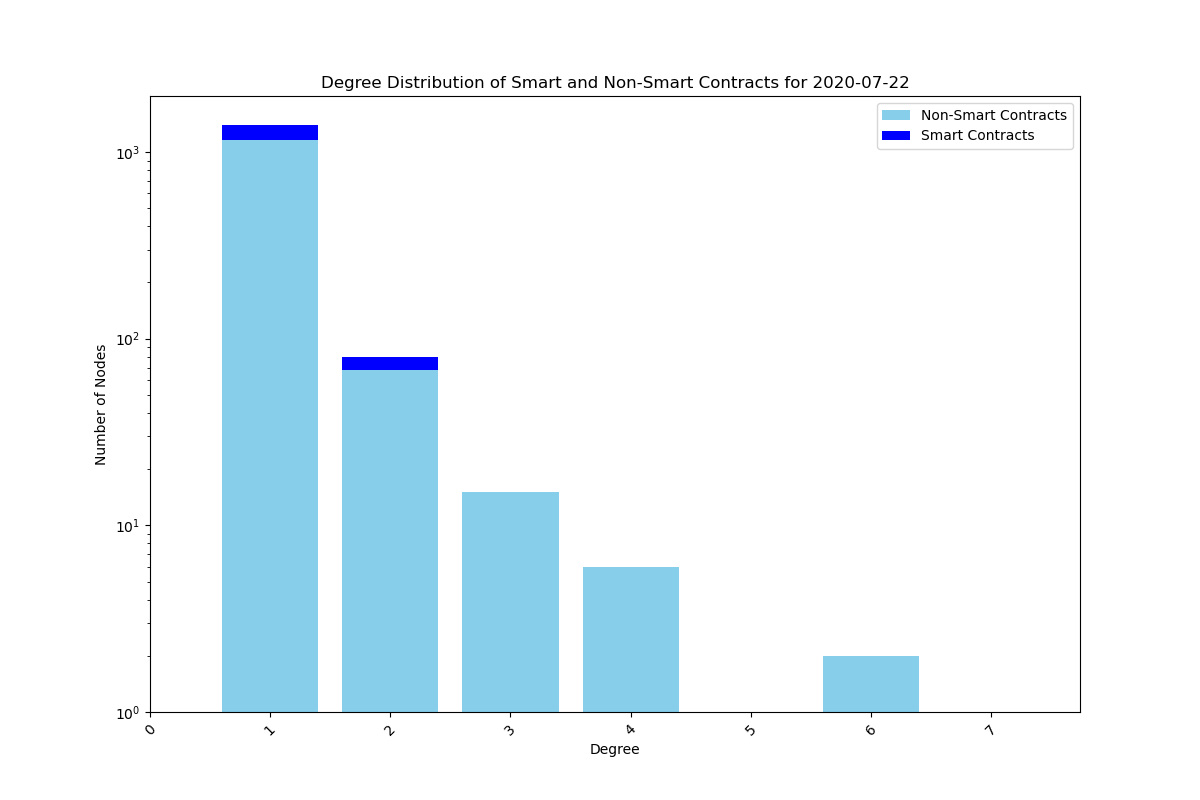 Degree Distribution of Smart and Non-Smart Contracts for 2020-07-22
Non-Smart Contracts
Smart Contracts
Number of Nodes
10³
10²
10¹
10⁰
0 1 2 3 4 5 6 7
Degree